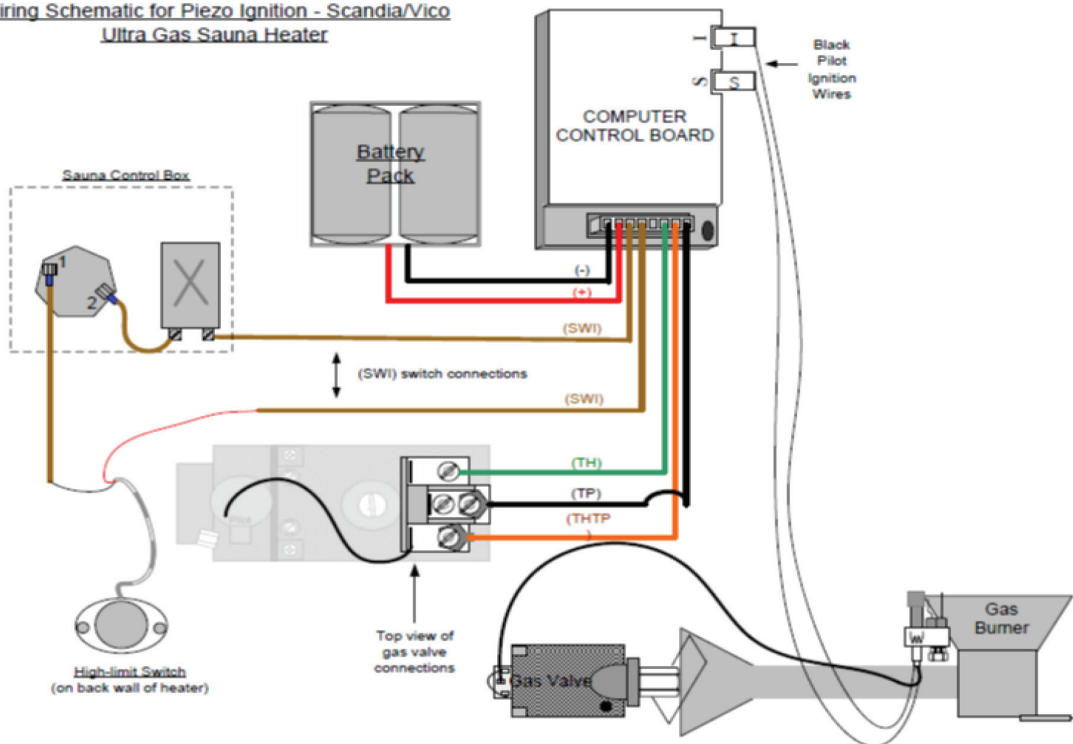 iring Schematic for Piezo Ignition - Scandia/Vico
Ultra Gas Sauna Heater
I
I
S
S
Black
Pilot
Ignition
Wires
COMPUTER
CONTROL BOARD
Battery
Pack
Sauna Control Box
1
2
X
(-)
(+)
(SWI)
(SWI) switch connections
(SWI)
(TH)
(TP)
(THTP
)
Pilot
Top view of
gas valve
connections
High-limit Switch
(on back wall of heater)
Gas Valve
Gas
Burner